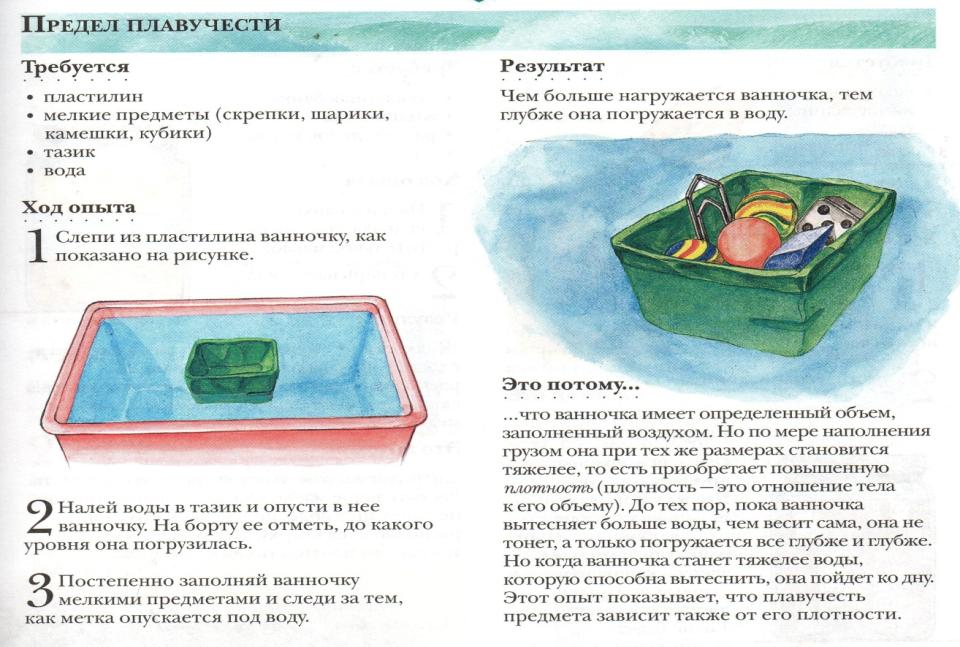 Предел плавучести
Требуется
• пластилин
• мелкие предметы (скрепки, шарики,
камешки, кубики)
• тазик
• вода
Ход опыта
1 Слепи из пластилина ванночку, как
показано на рисунке.
2 Налей воды в тазик и опусти в нее
ванночку. На борту ее отметь, до какого
уровня она погрузилась.
3 Постепенно заполняй ванночку
мелкими предметами и следи за тем,
как метка опускается под воду.
Результат
Чем больше нагружается ванночка, тем
глубже она погружается в воду.
Это потому...
...что ванночка имеет определенный объем,
заполненный воздухом. Но по мере наполнения
грузом она при тех же размерах становится
тяжелее, то есть приобретает повышенную
плотность (плотность — это отношение тела
к его объему). До тех пор, пока ванночка
вытесняет больше воды, чем весит сама, она не
тонет, а только погружается все глубже и глубже.
Но когда ванночка станет тяжелее воды,
которую способна вытеснить, она пойдет ко дну.
Этот опыт показывает, что плавучесть
предмета зависит также от его плотности.